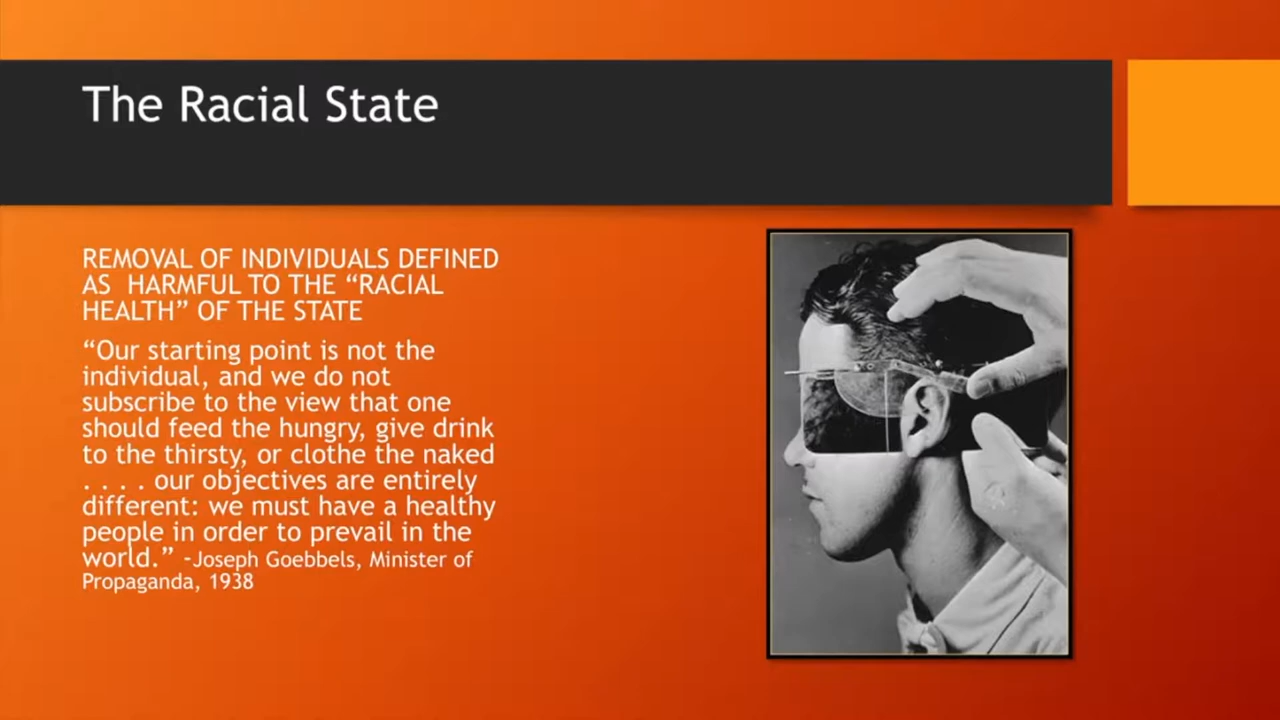 The Racial State
REMOVAL OF INDIVIDUALS DEFINED
AS  HARMFUL TO THE “RACIAL
HEALTH” OF THE STATE
“Our starting point is not the
individual, and we do not
subscribe to the view that one
should feed the hungry, give drink
to the thirsty, or clothe the naked
. . . . our objectives are entirely
different: we must have a healthy
people in order to prevail in the
world.” -Joseph Goebbels, Minister of
Propaganda, 1938